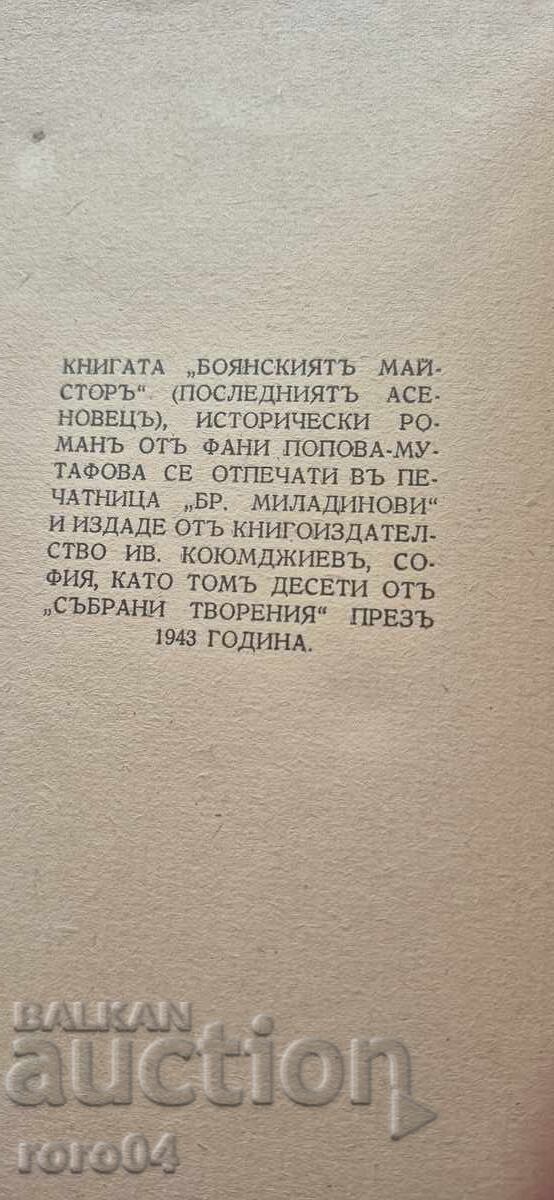 КНИГАТА „БОЯНСКИЯТЪ МАЙ-
СТОРЪ“ (ПОСЛЕДНИЯТЪ АСЕ-
НОВЕЦЪ), ИСТОРИЧЕСКИ РО-
МАНЪ ОТЪ ФАНИ ПОПОВА-МУ-
ТАФОВА СЕ ОТПЕЧАТИ ВЪ ПЕ-
ЧАТНИЦА „БР. МИЛАДИНОВИ“
И ИЗДАДЕ ОТЪ КНИГОИЗДАТЕЛ-
СТВО ИВ. КОЮМДЖИЕВЪ, СО-
ФИЯ, КАТО ТОМЪ ДЕСЕТИ ОТЪ
„СЪБРАНИ ТВОРЕНИЯ“ ПРЕЗЪ
1943 ГОДИНА.
BALKAN
auction
roro04